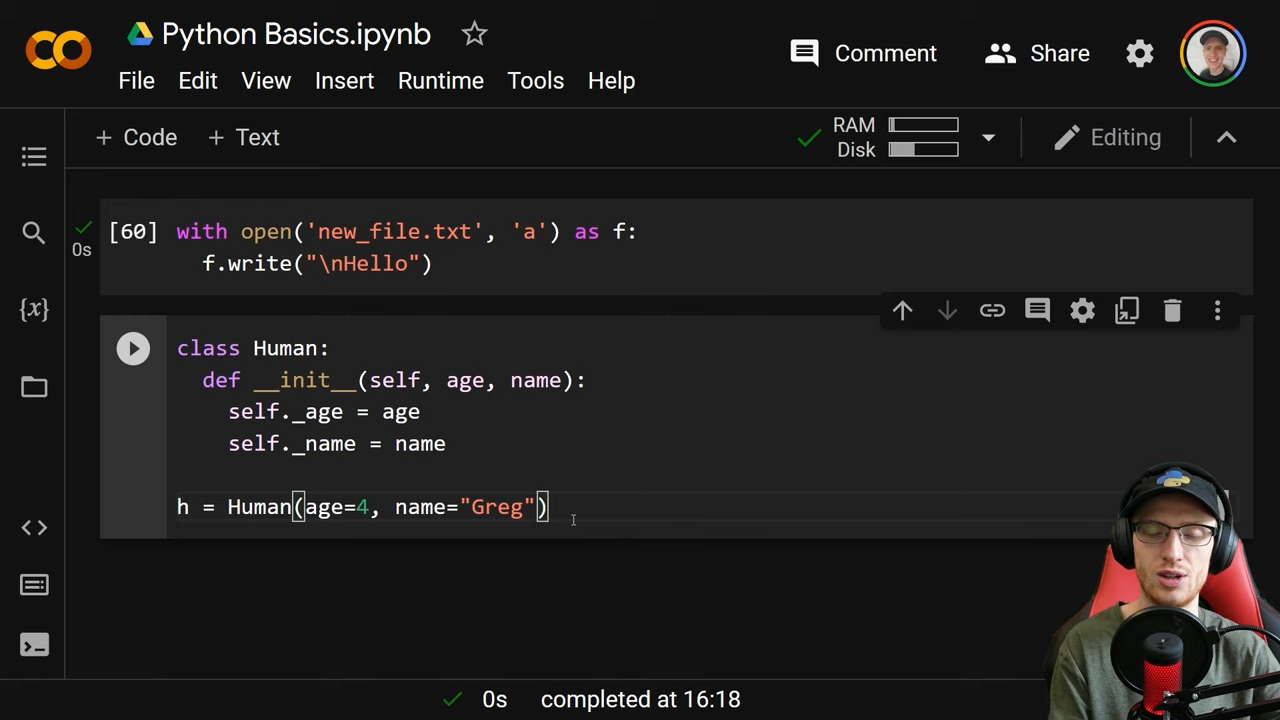 Python Basics.ipynb
Comment
Share
File Edit View Insert Runtime Tools Help
+ Code + Text
RAM
Disk
Editing
[60] with open('new_file.txt', 'a') as f:
0s
f.write("\nHello")
{x}
class Human:
def __init__(self, age, name):
self._age = age
self._name = name
h = Human(age=4, name="Greg")
0s completed at 16:18